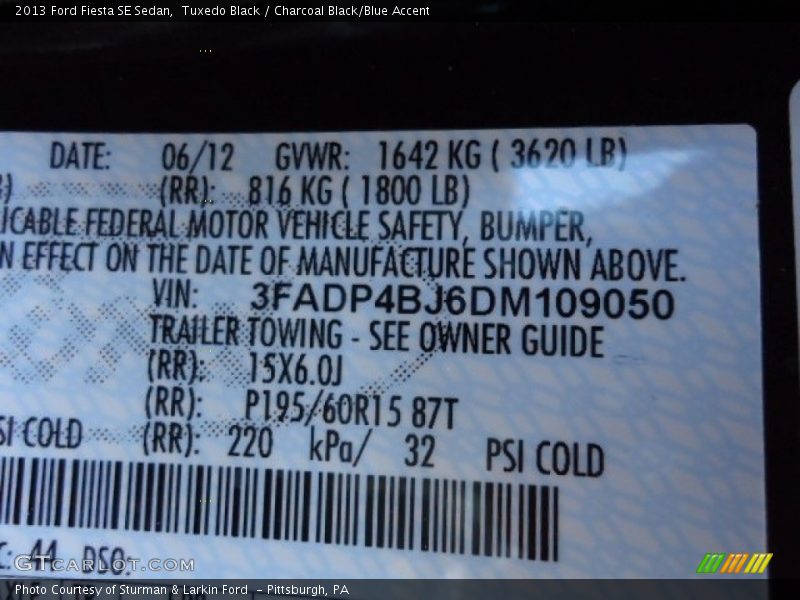 2013 Ford Fiesta SE Sedan, Tuxedo Black / Charcoal Black/Blue Accent
DATE: 06/12 GVWR: 1642 KG ( 3620 LB)
(RR): 816 KG ( 1800 LB)
ICABLE FEDERAL MOTOR VEHICLE SAFETY, BUMPER,
N EFFECT ON THE DATE OF MANUFACTURE SHOWN ABOVE.
VIN: 3FADP4BJ6DM109050
TRAILER TOWING - SEE OWNER GUIDE
(RR): 15X6.0J
(RR): P195/60R15 87T
SI COLD (RR): 220 kPa/ 32 PSI COLD
C: 44 DSO:
GTcarlot.com
Photo Courtesy of Sturman & Larkin Ford - Pittsburgh, PA